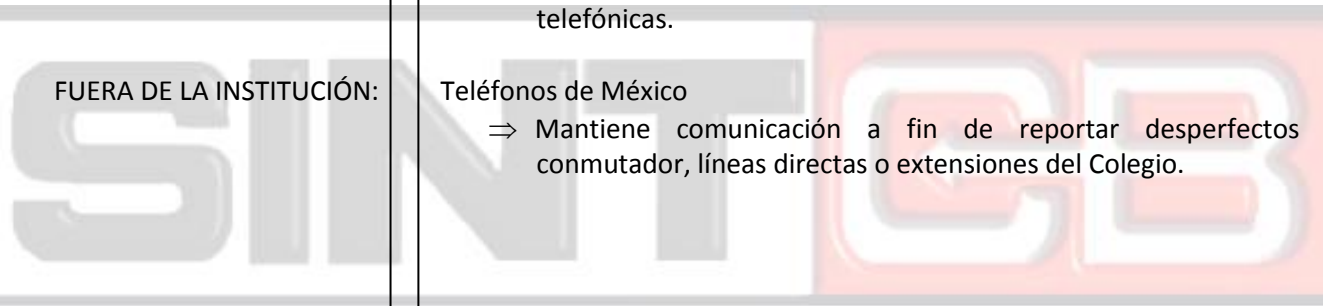 telefónicas.
FUERA DE LA INSTITUCIÓN: Teléfonos de México
⇒ Mantiene comunicación a fin de reportar desperfectos
conmutador, líneas directas o extensiones del Colegio.
SINTCB